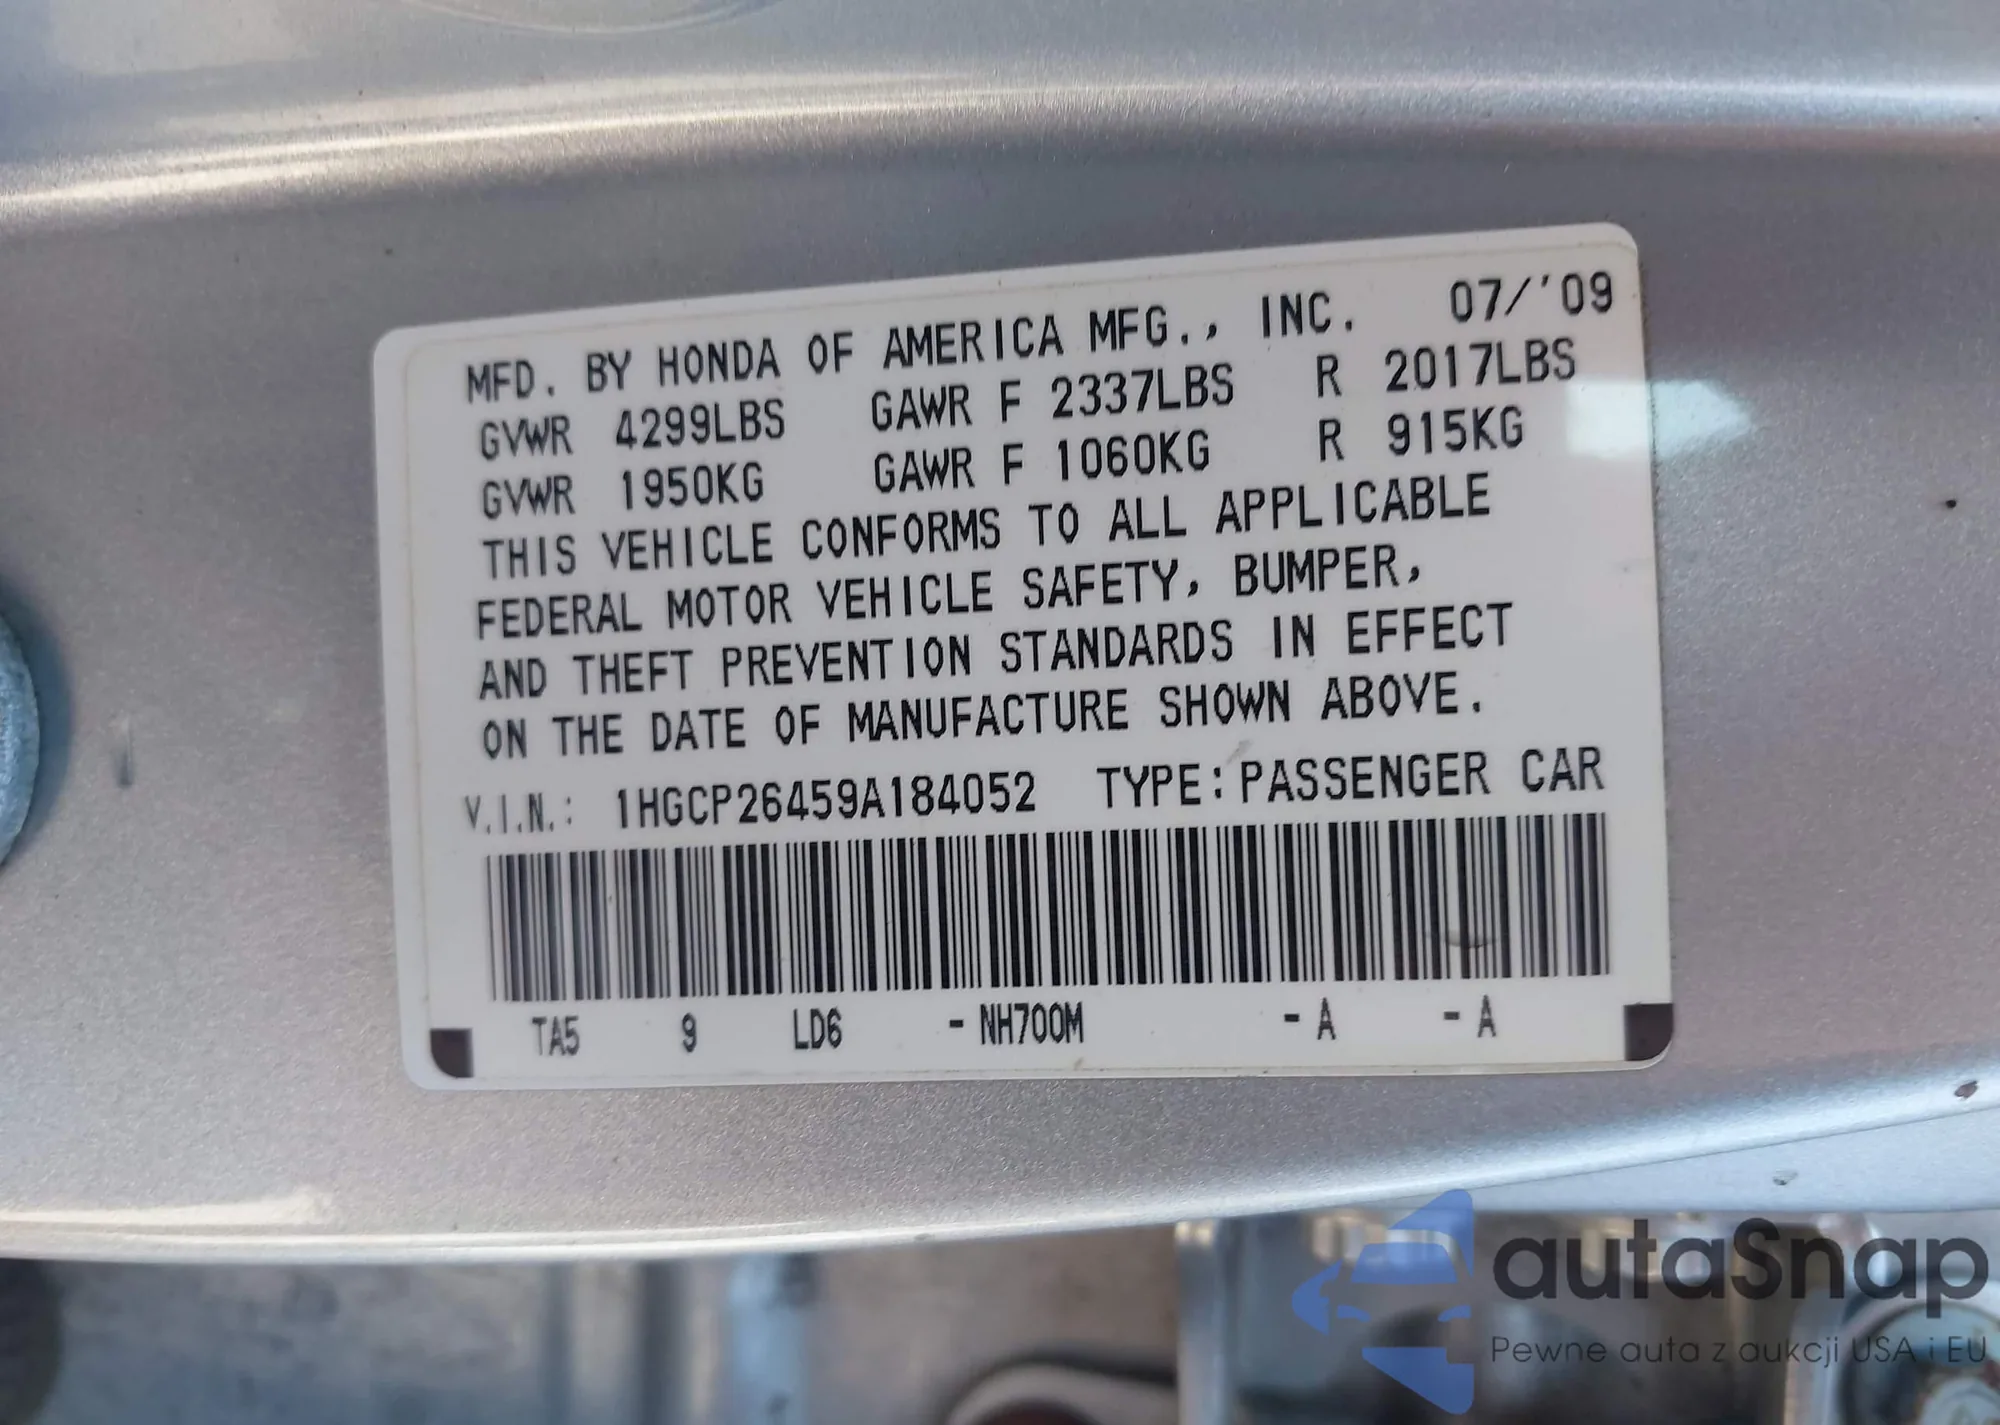 MFD. BY HONDA OF AMERICA MFG., INC. 07/'09
GVWR 4299LBS GAWR F 2337LBS R 2017LBS
GVWR 1950KG GAWR F 1060KG R 915KG
THIS VEHICLE CONFORMS TO ALL APPLICABLE
FEDERAL MOTOR VEHICLE SAFETY, BUMPER,
AND THEFT PREVENTION STANDARDS IN EFFECT
ON THE DATE OF MANUFACTURE SHOWN ABOVE.
V.I.N.: 1HGCP26459A184052 TYPE:PASSENGER CAR
TA5 9 LD6 -NH700M -A -A
autaSnap
Pewne auta z aukcji USA i EU